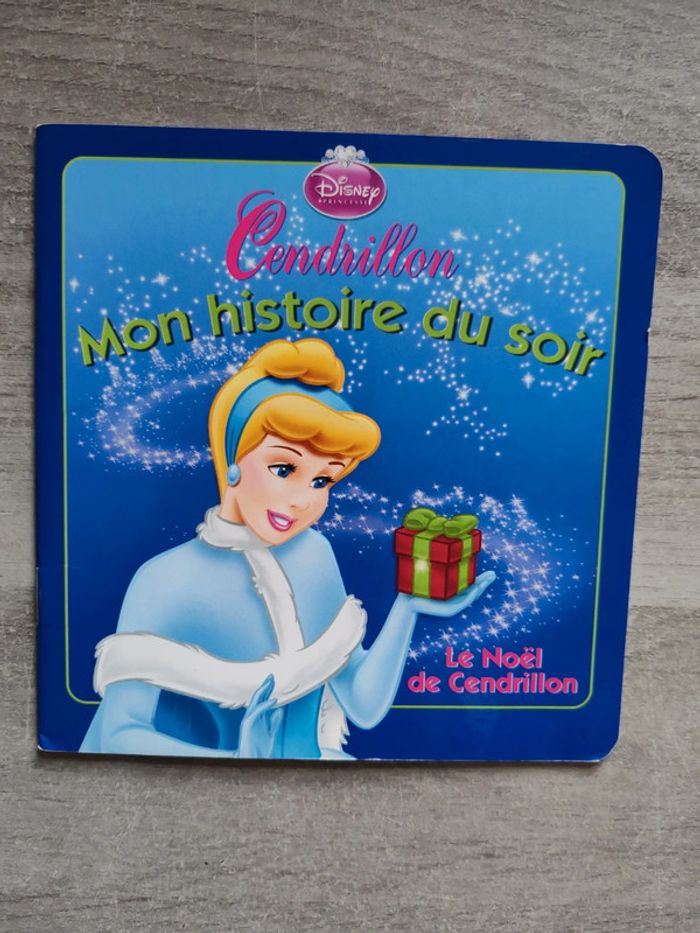 Disney
PRINCESSE
Cendrillon
Mon histoire du soir
Le Noël
de Cendrillon